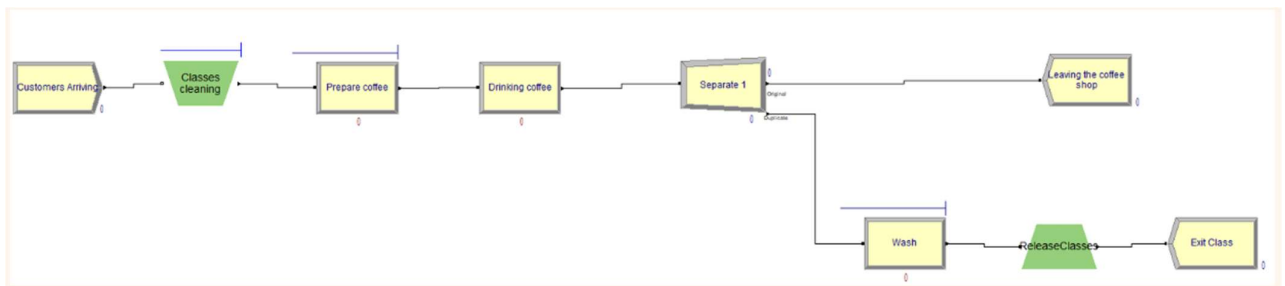 Customers Arriving
0
Classes
cleaning
Prepare coffee
0
Drinking coffee
0
Separate 1
0
Original
0
Duplicate
Leaving the coffee
shop
0
Wash
0
ReleaseClasses
Exit Class
0